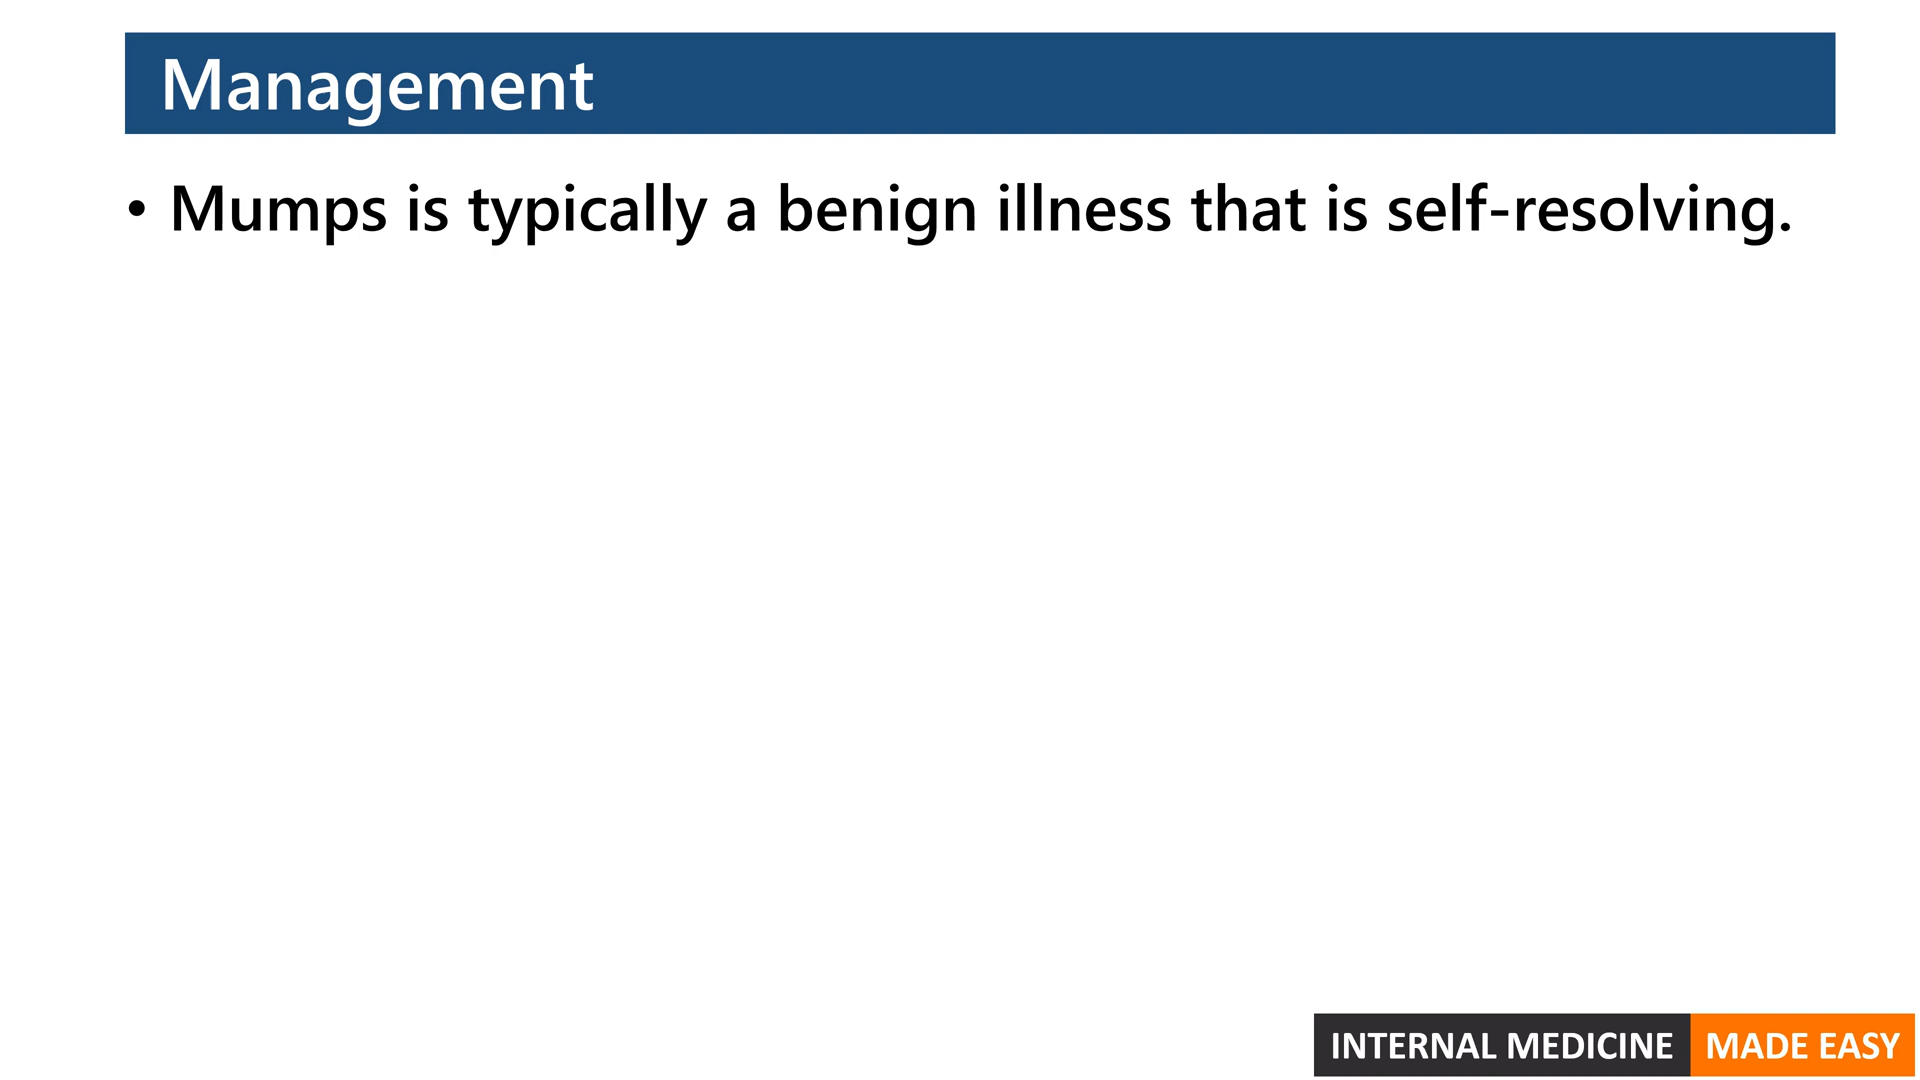 Management
• Mumps is typically a benign illness that is self-resolving.
INTERNAL MEDICINE MADE EASY